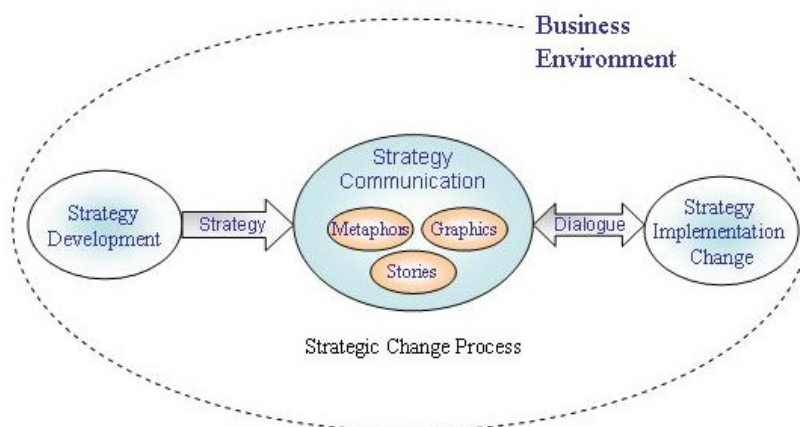 Business
Environment
Strategy
Development
Strategy
Strategy
Communication
Metaphors
Graphics
Stories
Dialogue
Strategy
Implementation
Change
Strategic Change Process